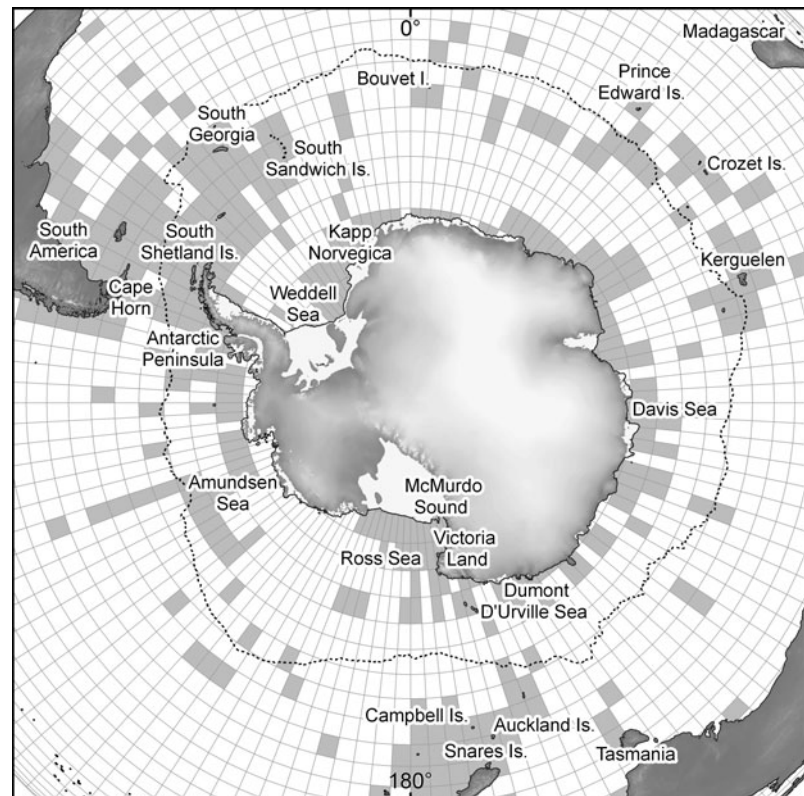 0°
Madagascar
Bouvet I.
Prince
Edward Is.
South
Georgia
South
Sandwich Is.
Crozet Is.
South
America
South
Shetland Is.
Kapp
Norvegica
Kerguelen
Cape
Horn
Weddell
Sea
Antarctic
Peninsula
Davis Sea
Amundsen
Sea
McMurdo
Sound
Victoria
Land
Ross Sea
Dumont
D'Urville Sea
Campbell Is.
Auckland Is.
Snares Is.
Tasmania
180°